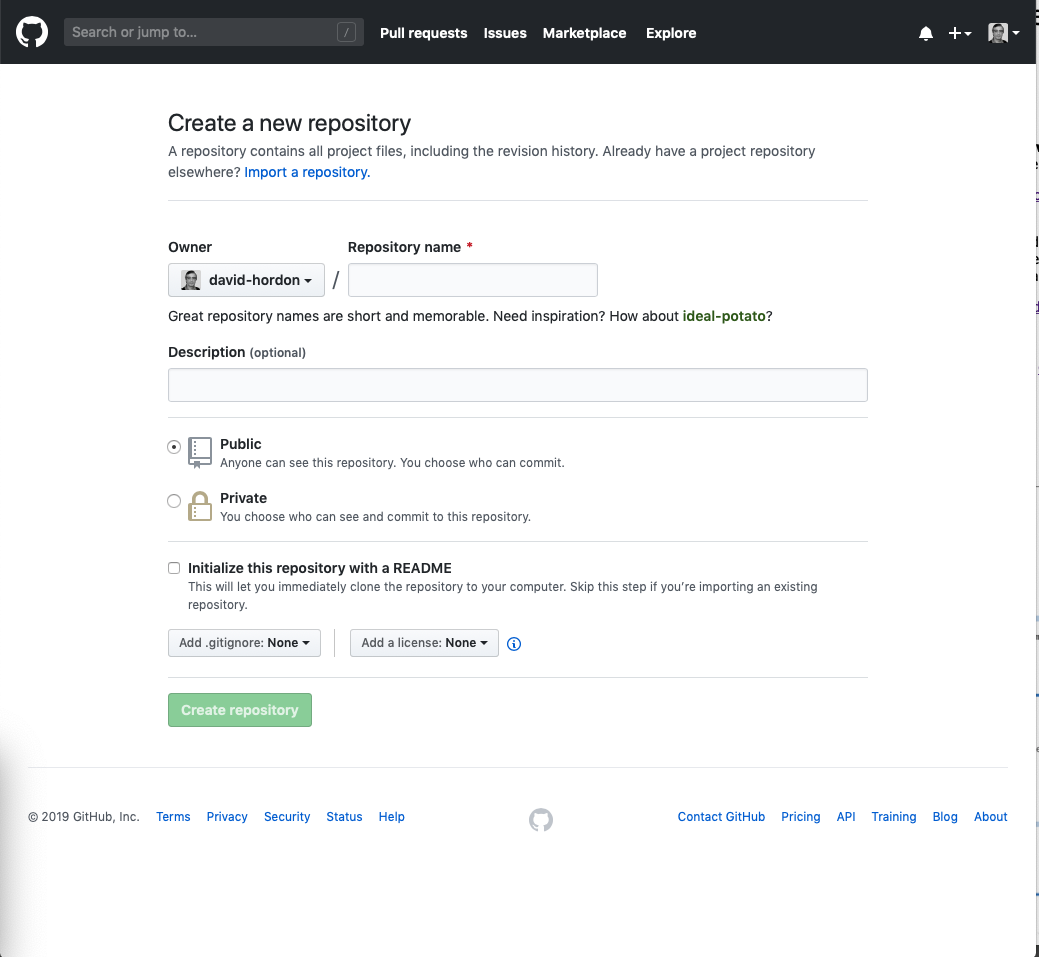 Search or jump to... /
Pull requests Issues Marketplace Explore
Create a new repository
A repository contains all project files, including the revision history. Already have a project repository
elsewhere? Import a repository.
Owner Repository name *
david-hordon /
Great repository names are short and memorable. Need inspiration? How about ideal-potato?
Description (optional)
Public
Anyone can see this repository. You choose who can commit.
Private
You choose who can see and commit to this repository.
Initialize this repository with a README
This will let you immediately clone the repository to your computer. Skip this step if you’re importing an existing
repository.
Add .gitignore: None Add a license: None
Create repository
© 2019 GitHub, Inc. Terms Privacy Security Status Help Contact GitHub Pricing API Training Blog About